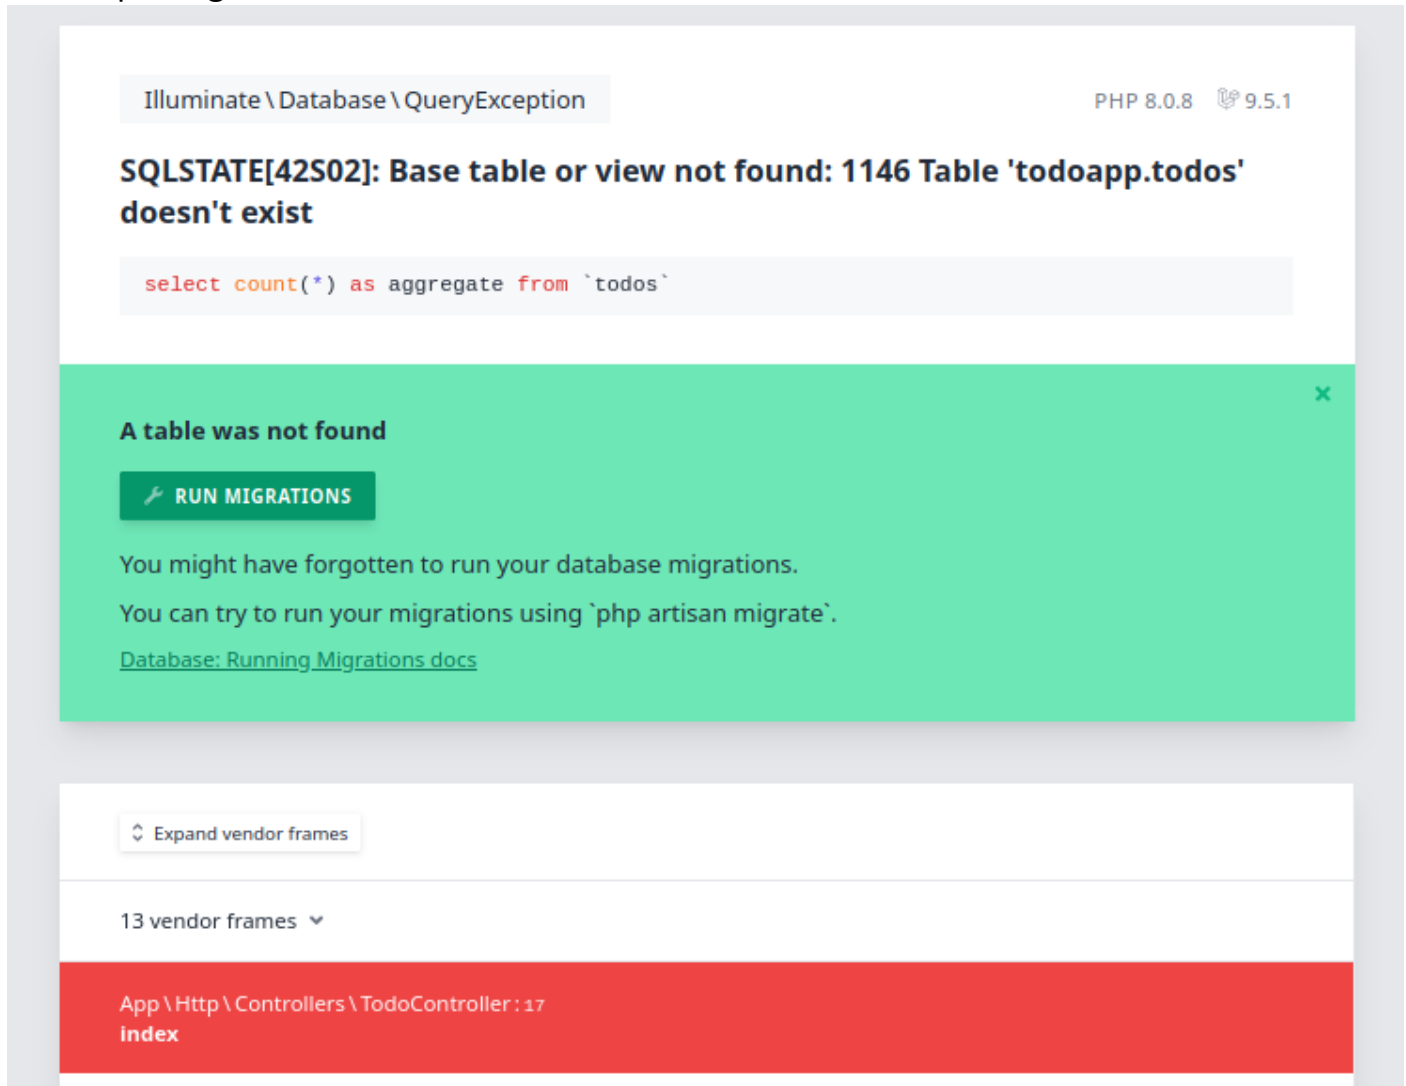 Illuminate\Database\QueryException
PHP 8.0.8 9.5.1
SQLSTATE[42S02]: Base table or view not found: 1146 Table 'todoapp.todos'
doesn't exist
select count(*) as aggregate from `todos`
A table was not found
RUN MIGRATIONS
You might have forgotten to run your database migrations.
You can try to run your migrations using `php artisan migrate`.
Database: Running Migrations docs
Expand vendor frames
13 vendor frames
App\Http\Controllers\TodoController:17
index